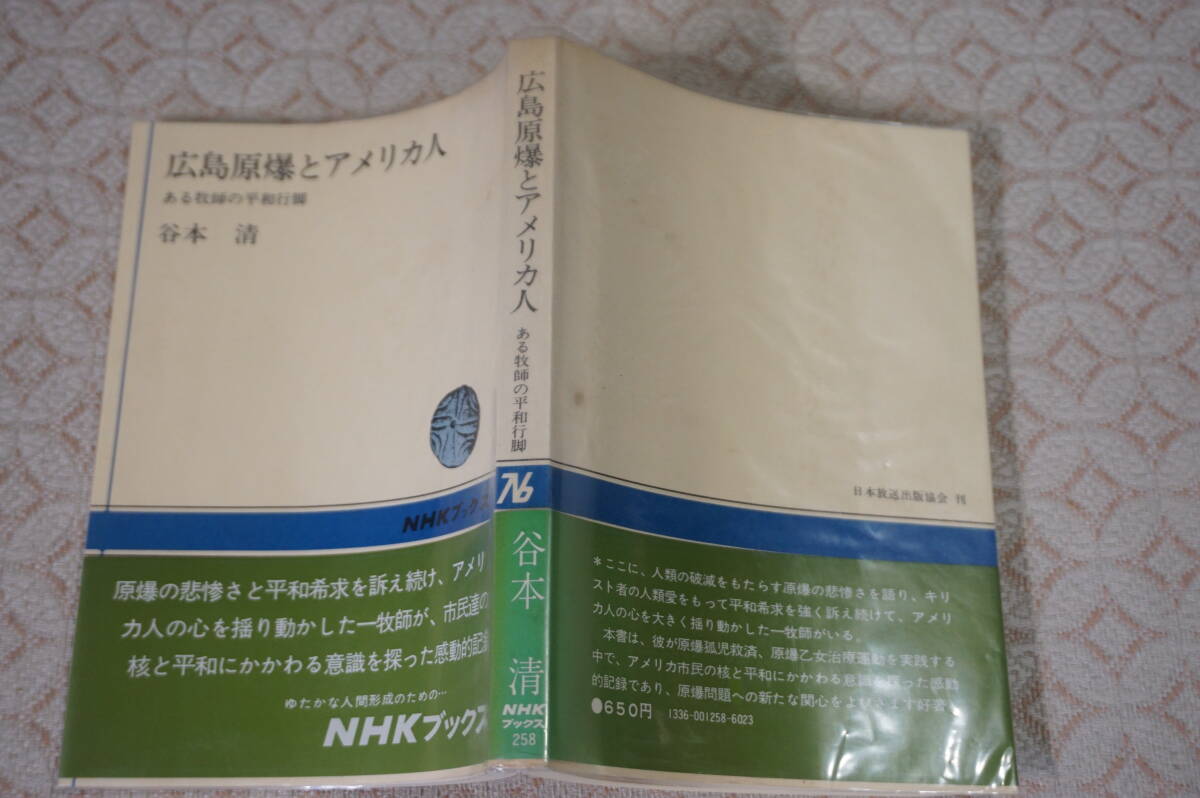 広島原爆とアメリカ人
ある牧師の平和行脚
谷本 清
NHKブックス
原爆の悲惨さと平和希求を訴え続け、アメリ
カ人の心を揺り動かした一牧師が、市民達の
核と平和にかかわる意識を探った感動的記録
ゆたかな人間形成のための…
NHKブックス
広島原爆とアメリカ人
ある牧師の平和行脚
76
谷本 清
NHK
ブックス
258
日本放送出版協会 刊
*ここに、人類の破滅をもたらす原爆の悲惨さを語り、キリ
スト者の人類愛をもって平和希求を強く訴え続けて、アメリ
カ人の心を大きく揺り動かした一牧師がいる。
本書は、彼が原爆孤児救済、原爆乙女治療運動を実践する
中で、アメリカ市民の核と平和にかかわる意識を探った感動
的記録であり、原爆問題への新たな関心をよびさます好著
●650円 1336-001258-6023